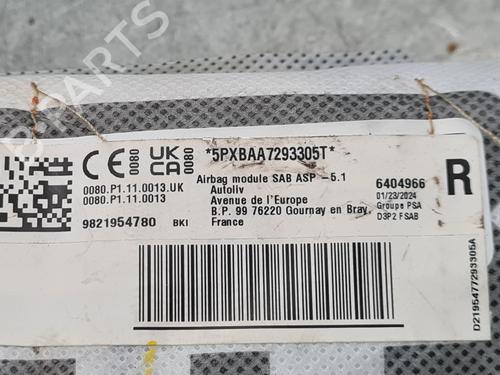 *5PXBAA7293305T*
CE 0080 UK CA 0080
Airbag module SAB ASP -5.1
0080.P1.11.0013.UK
Autoliv
0080.P1.11.0013
Avenue de l'Europe
9821954780 BKI
B.P. 99 76220 Gournay en Bray,
France
6404966
01/23/2024
Groupe PSA
D3P2 FSAB
R
D2195477293305A